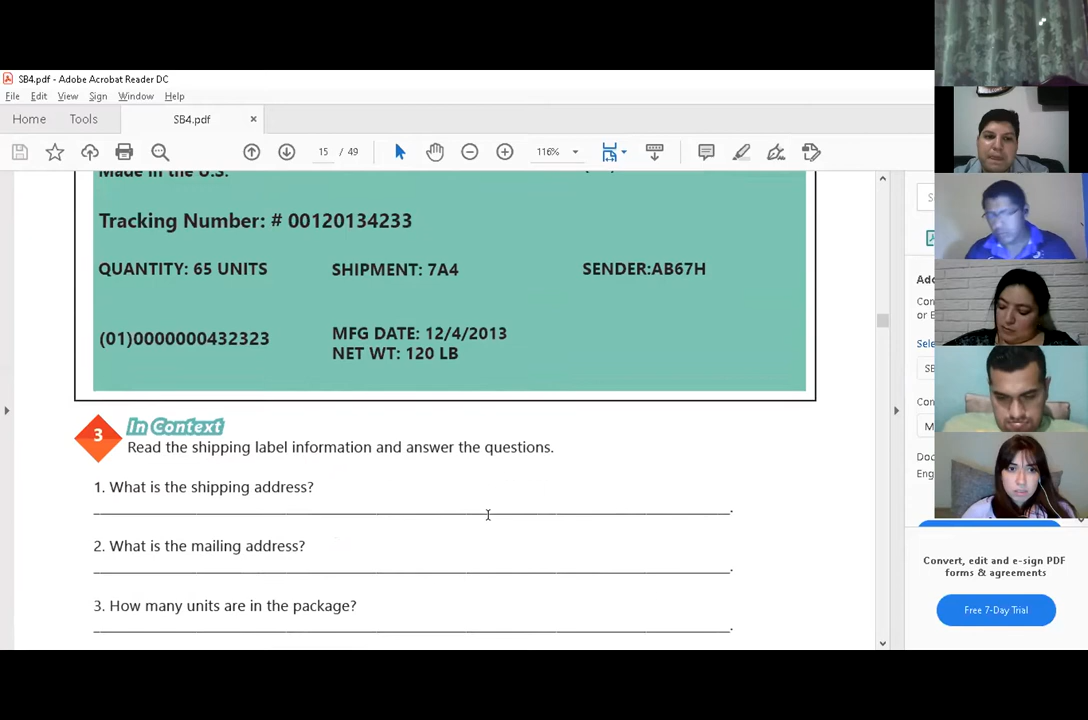 SB4.pdf - Adobe Acrobat Reader DC
File Edit View Sign Window Help
Home Tools SB4.pdf ×
15 / 49 116%
Made in the U.S.
Tracking Number: # 00120134233
QUANTITY: 65 UNITS SHIPMENT: 7A4 SENDER:AB67H
(01)0000000432323 MFG DATE: 12/4/2013
NET WT: 120 LB
3 In Context
Read the shipping label information and answer the questions.
1. What is the shipping address?
2. What is the mailing address?
3. How many units are in the package?
Convert, edit and e-sign PDF
forms & agreements
Free 7-Day Trial